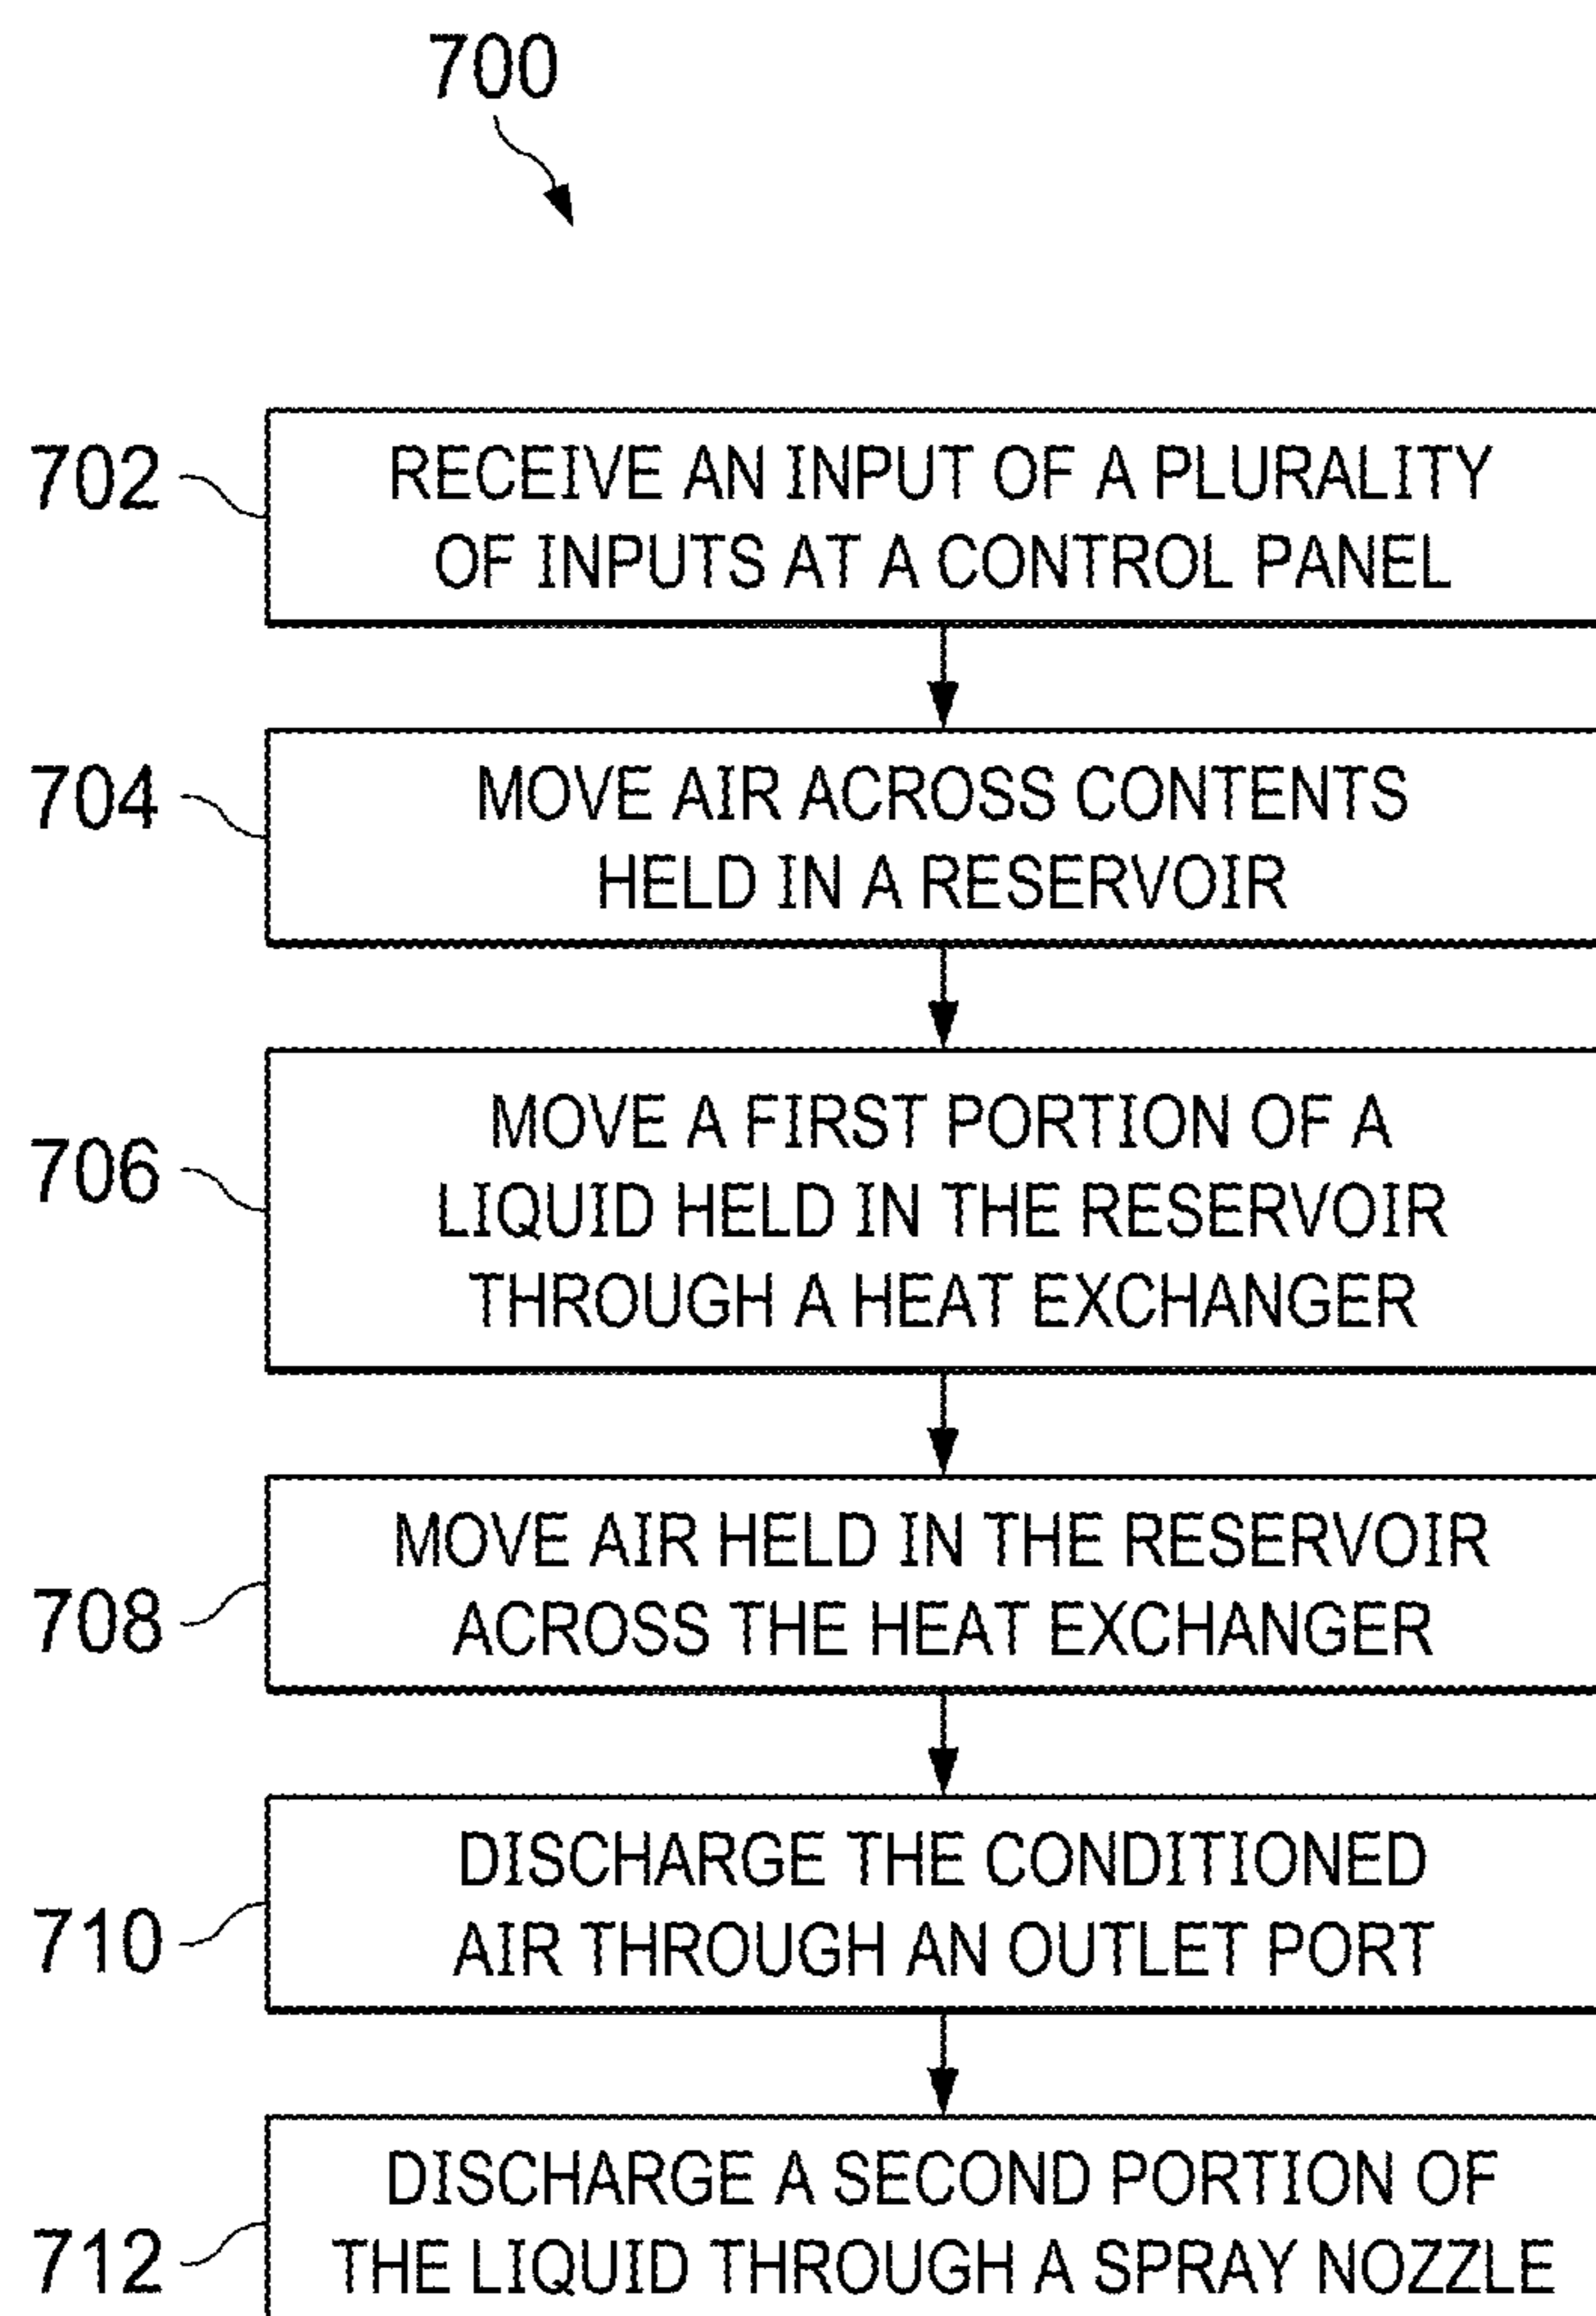 700
702
RECEIVE AN INPUT OF A PLURALITY
OF INPUTS AT A CONTROL PANEL
704
MOVE AIR ACROSS CONTENTS
HELD IN A RESERVOIR
706
MOVE A FIRST PORTION OF A
LIQUID HELD IN THE RESERVOIR
THROUGH A HEAT EXCHANGER
708
MOVE AIR HELD IN THE RESERVOIR
ACROSS THE HEAT EXCHANGER
710
DISCHARGE THE CONDITIONED
AIR THROUGH AN OUTLET PORT
712
DISCHARGE A SECOND PORTION OF
THE LIQUID THROUGH A SPRAY NOZZLE